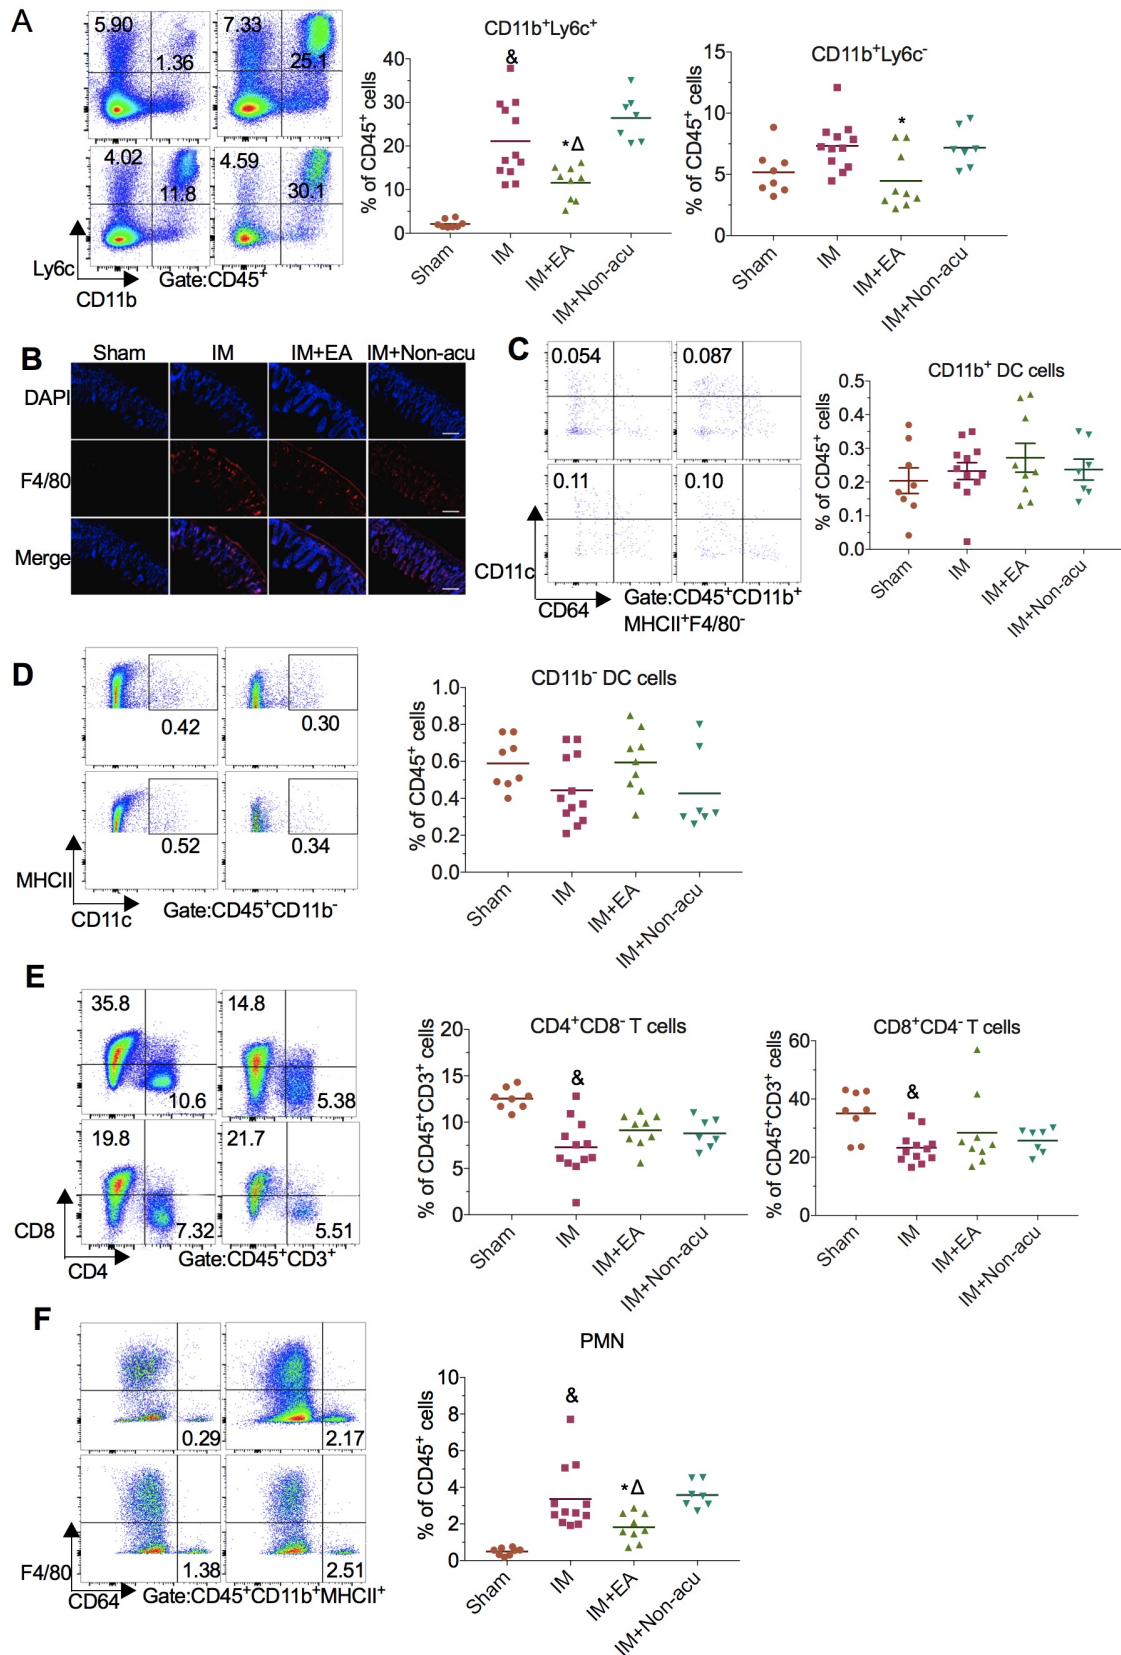 A
5.90
7.33
1.36
25.1
4.02
4.59
11.8
30.1
Ly6c
CD11b
Gate:CD45⁺
CD11b⁺Ly6c⁺
% of CD45⁺ cells
40
30
20
10
0
&
*Δ
Sham
IM
IM+EA
IM+Non-acu
CD11b⁺Ly6c⁻
% of CD45⁺ cells
15
10
5
0
*
Sham
IM
IM+EA
IM+Non-acu
B
Sham IM IM+EA IM+Non-acu
DAPI
F4/80
Merge
C
0.054
0.087
0.11
0.10
CD11c
CD64
Gate:CD45⁺CD11b⁺
MHCII⁺F4/80⁻
CD11b⁺ DC cells
% of CD45⁺ cells
0.5
0.4
0.3
0.2
0.1
0.0
Sham
IM
IM+EA
IM+Non-acu
D
0.42
0.30
0.52
0.34
MHCII
CD11c
Gate:CD45⁺CD11b⁻
CD11b⁻ DC cells
% of CD45⁺ cells
1.0
0.8
0.6
0.4
0.2
0.0
Sham
IM
IM+EA
IM+Non-acu
E
35.8
14.8
10.6
5.38
19.8
21.7
7.32
5.51
CD8
CD4
Gate:CD45⁺CD3⁺
CD4⁺CD8⁻ T cells
% of CD45⁺CD3⁺ cells
20
15
10
5
0
&
Sham
IM
IM+EA
IM+Non-acu
CD8⁺CD4⁻ T cells
% of CD45⁺CD3⁺ cells
60
40
20
0
&
Sham
IM
IM+EA
IM+Non-acu
F
0.29
2.17
1.38
2.51
F4/80
CD64
Gate:CD45⁺CD11b⁺MHCII⁺
PMN
% of CD45⁺ cells
10
8
6
4
2
0
&
*Δ
Sham
IM
IM+EA
IM+Non-acu